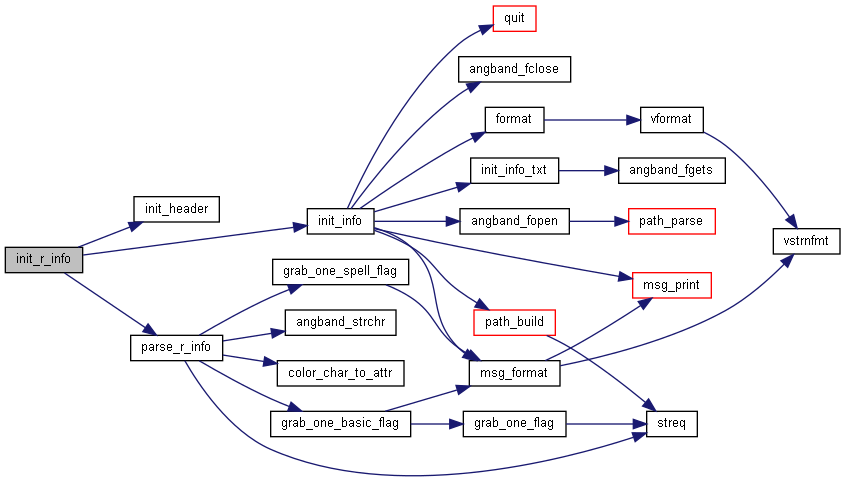 quit
angband_fclose
format
vformat
init_info_txt
angband_fgets
init_header
init_info
angband_fopen
path_parse
vstrnfmt
init_r_info
grab_one_spell_flag
msg_print
angband_strchr
path_build
parse_r_info
color_char_to_attr
msg_format
grab_one_basic_flag
grab_one_flag
streq